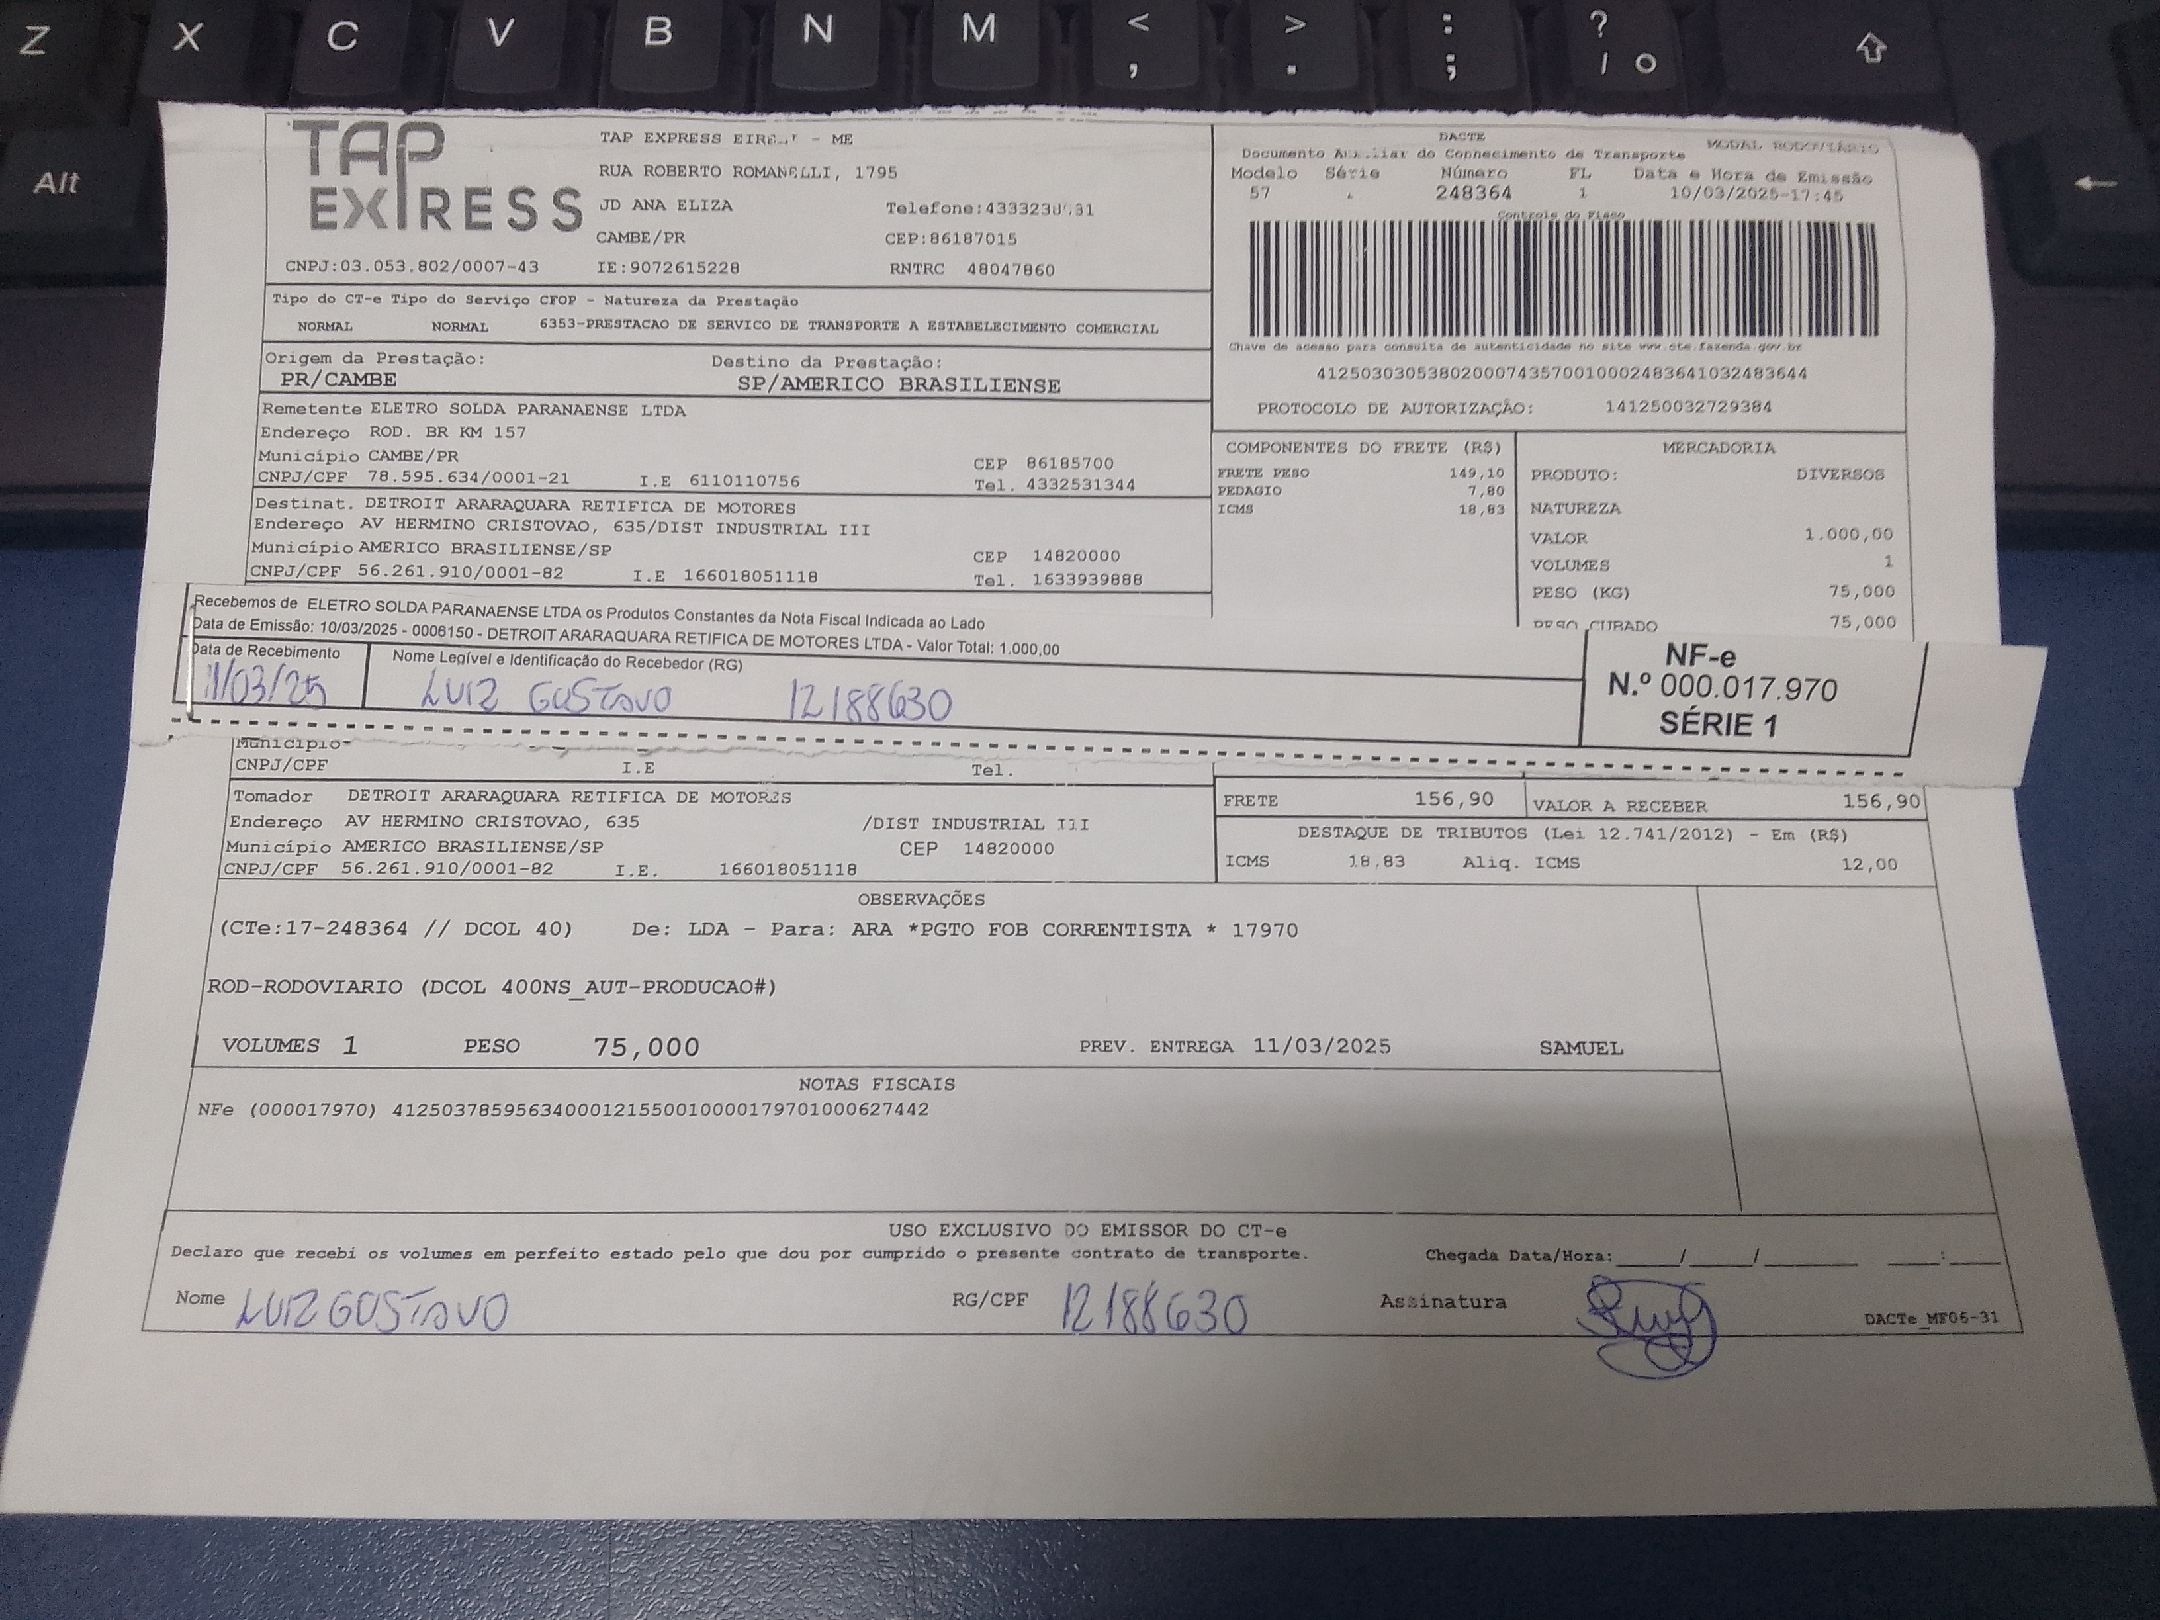 Z X C V B N M < , > . : ; ? / °
Alt
TAP EXPRESS
TAP EXPRESS - ME
RUA ROBERTO ROMANELLI, 1795
JD ANA ELIZA
CAMBE/PR CEP:86187015
CNPJ:03.053.802/0007-43 IE:9072615228 RNTRC 48047860
DACTE MODAL RODOVIÁRIO
Documento Auxiliar do Conhecimento de Transporte
Modelo Série Número FL Data e Hora de Emissão
57 248364 1 10/03/2025-17:45
Controle do Fisco
Chave de acesso para consulta de autenticidade no site www.cte.fazenda.gov.br
41250303053802000743570010002483641032483644
PROTOCOLO DE AUTORIZAÇÃO: 141250032729384
Tipo do CT-e Tipo do Serviço CFOP - Natureza da Prestação
NORMAL NORMAL 6353-PRESTACAO DE SERVICO DE TRANSPORTE A ESTABELECIMENTO COMERCIAL
Origem da Prestação: Destino da Prestação:
PR/CAMBE SP/AMERICO BRASILIENSE
Remetente ELETRO SOLDA PARANAENSE LTDA
Endereço ROD. BR KM 157
Município CAMBE/PR CEP 86185700
CNPJ/CPF 78.595.634/0001-21 I.E 6110110756 Tel. 4332531344
Destinat. DETROIT ARARAQUARA RETIFICA DE MOTORES
Endereço AV HERMINO CRISTOVAO, 635/DIST INDUSTRIAL III
Município AMERICO BRASILIENSE/SP CEP 14820000
CNPJ/CPF 56.261.910/0001-82 I.E 166018051118 Tel. 1633939888
COMPONENTES DO FRETE (R$)
FRETE PESO 149,10
PEDAGIO 7,80
ICMS 18,83
MERCADORIA
PRODUTO: DIVERSOS
NATUREZA
VALOR 1.000,00
VOLUMES 1
PESO (KG) 75,000
PESO CUBADO 75,000
Recebemos de ELETRO SOLDA PARANAENSE LTDA os Produtos Constantes da Nota Fiscal Indicada ao Lado
Data de Emissão: 10/03/2025 - 0006150 - DETROIT ARARAQUARA RETIFICA DE MOTORES LTDA - Valor Total: 1.000,00
Data de Recebimento Nome Legível e Identificação do Recebedor (RG)
11/03/25 LUIZ GUSTAVO 12188630
NF-e
N.º 000.017.970
SÉRIE 1
Município
CNPJ/CPF I.E Tel.
Tomador DETROIT ARARAQUARA RETIFICA DE MOTORES
Endereço AV HERMINO CRISTOVAO, 635 /DIST INDUSTRIAL III
Município AMERICO BRASILIENSE/SP CEP 14820000
CNPJ/CPF 56.261.910/0001-82 I.E. 166018051118
FRETE 156,90 VALOR A RECEBER 156,90
DESTAQUE DE TRIBUTOS (Lei 12.741/2012) - Em (R$)
ICMS 18,83 Aliq. ICMS 12,00
OBSERVAÇÕES
(CTe:17-248364 // DCOL 40) De: LDA - Para: ARA *PGTO FOB CORRENTISTA * 17970
ROD-RODOVIARIO (DCOL 400NS_AUT-PRODUCAO#)
VOLUMES 1 PESO 75,000 PREV. ENTREGA 11/03/2025 SAMUEL
NOTAS FISCAIS
NFe (000017970) 41250378595634000121550010000179701000627442
USO EXCLUSIVO DO EMISSOR DO CT-e
Declaro que recebi os volumes em perfeito estado pelo que dou por cumprido o presente contrato de transporte. Chegada Data/Hora:____/____/______ ___:___
Nome LUIZ GUSTAVO RG/CPF 12188630 Assinatura
DACTe_MF06-31